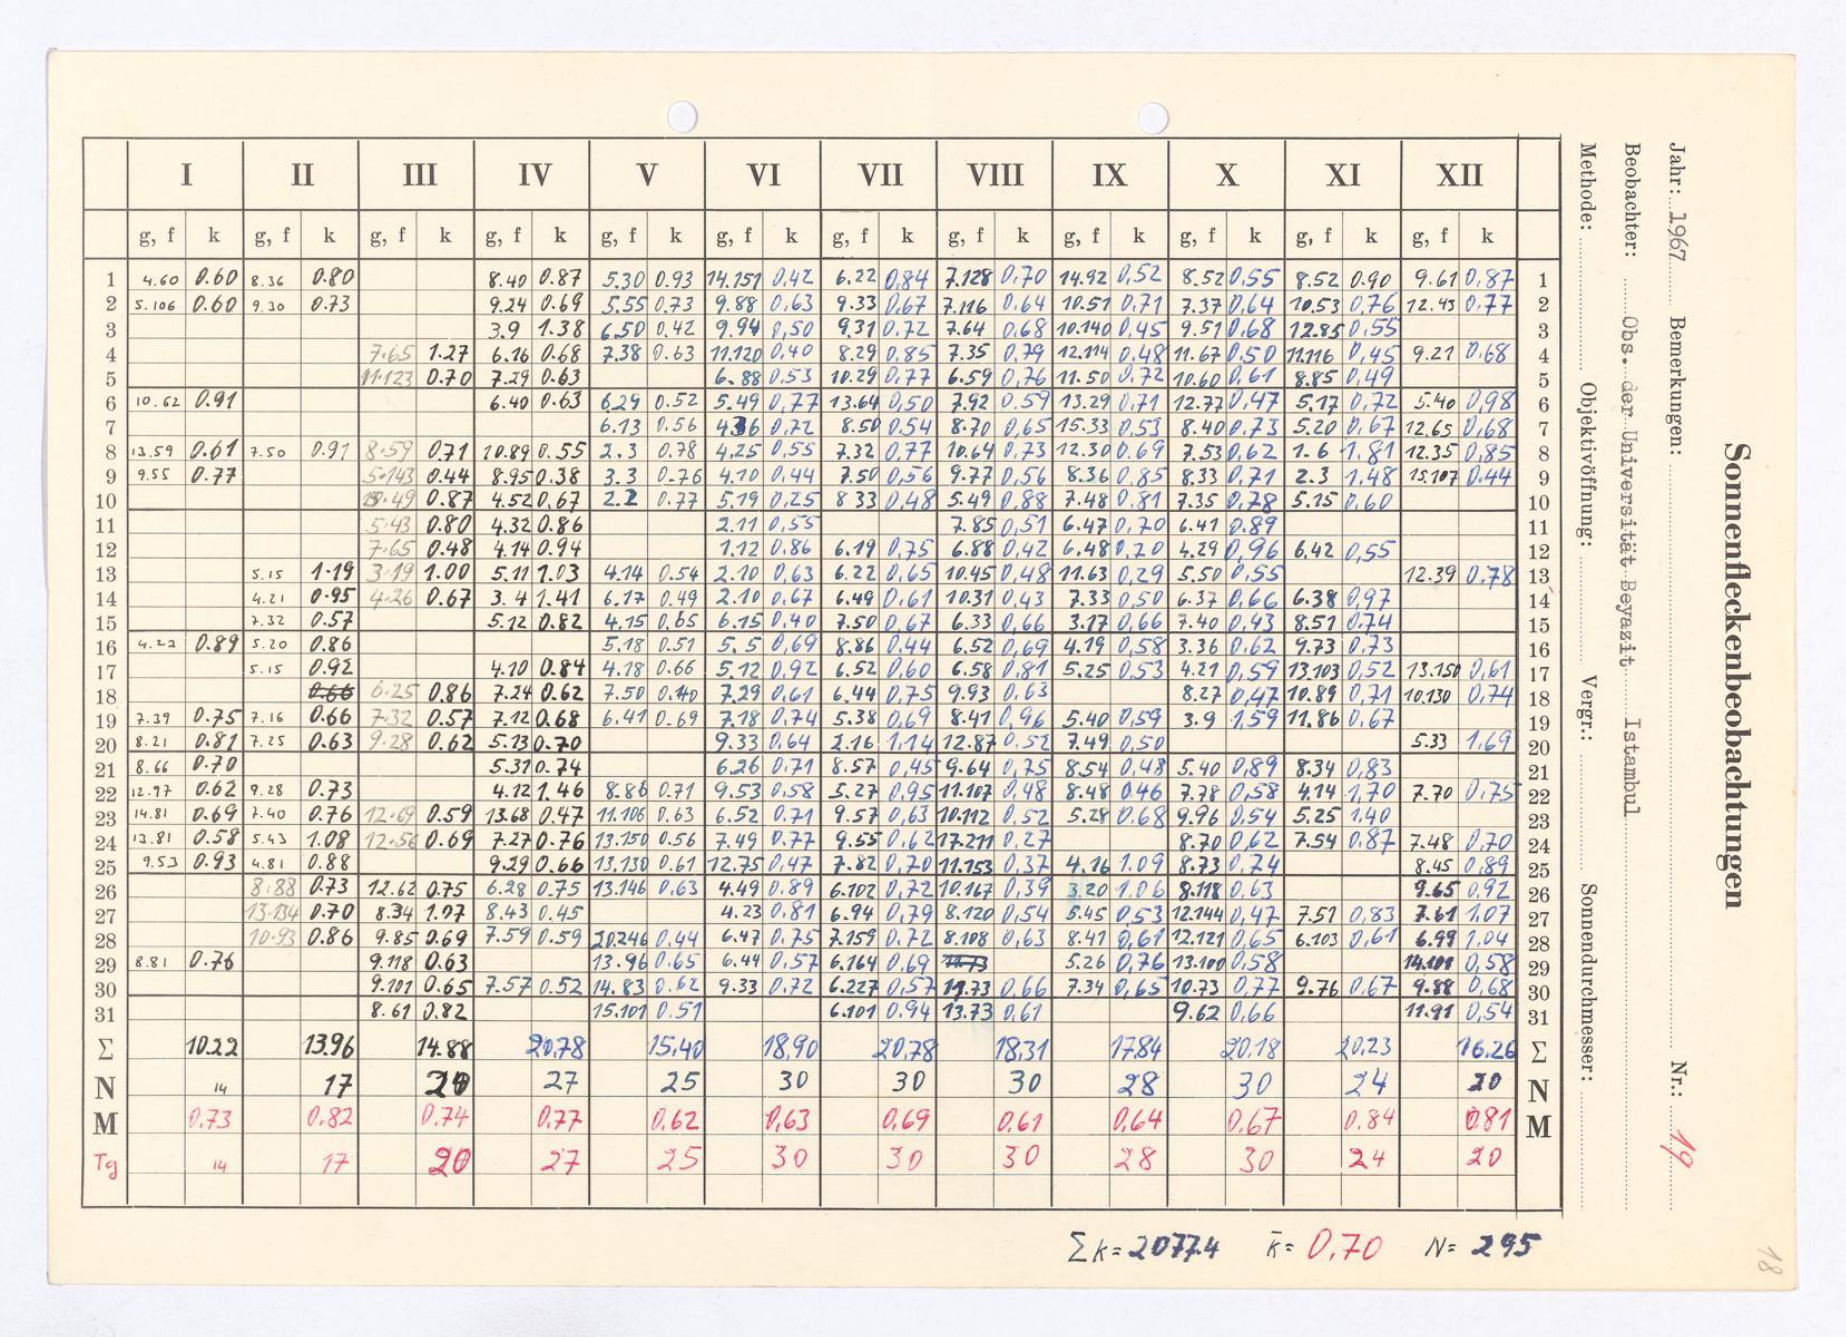 Sonnenfleckenbeobachtungen
Jahr: 1967 Bemerkungen: Nr.: 19
Beobachter: Obs. der Universität Beyazit Istambul
Methode: Objektivöffnung: Vergr.: Sonnendurchmesser:
I II III IV V VI VII VIII IX X XI XII
g, f k g, f k g, f k g, f k g, f k g, f k g, f k g, f k g, f k g, f k g, f k g, f k
1 4.60 0.60 8.36 0.80 8.40 0.87 5.30 0.93 14.151 0,42 6.22 0,84 7.128 0,70 14.92 0,52 8.52 0,55 8.52 0,90 9.61 0,87 1
2 5.106 0.60 9.30 0.73 9.24 0.69 5.55 0.73 9.88 0,63 9.33 0,67 7.116 0,64 10.51 0,71 7.37 0,64 10.53 0,76 12.43 0,77 2
3 3.9 1.38 6.50 0.42 9.94 0,50 9.31 0,72 7.64 0,68 10.140 0,45 9.51 0,68 12.85 0,55 3
4 7.65 1.27 6.16 0.68 7.38 0.63 11.120 0,40 8.29 0,85 7.35 0,79 12.114 0,48 11.67 0,50 11.116 0,45 9.21 0,68 4
5 11.123 0.70 7.29 0.63 6.88 0,53 10.29 0,77 6.59 0,76 11.50 0,72 10.60 0,61 8.85 0,49 5
6 10.62 0.91 6.40 0.63 6.29 0.52 5.49 0,77 13.64 0,50 7.92 0.59 13.29 0,71 12.77 0,47 5.17 0,72 5.40 0,98 6
7 6.13 0.56 4.36 0,72 8.50 0,54 8.70 0,65 15.33 0,53 8.40 0,73 5.20 0,67 12.65 0,68 7
8 13.59 0.61 7.50 0.91 8.59 0.71 10.89 0.55 2.3 0.78 4.25 0,55 7.32 0,77 10.64 0,73 12.30 0.69 7.53 0,62 1.6 1,81 12.35 0,85 8
9 9.55 0.77 5.143 0.44 8.95 0.38 3.3 0.76 4.10 0,44 7.50 0,56 9.77 0,56 8.36 0,85 8.33 0,71 2.3 1,48 15.107 0.44 9
10 49 0.87 4.52 0.67 2.2 0.77 5.19 0,25 8 33 0,48 5.49 0,88 7.48 0,81 7.35 0,78 5.15 0,60 10
11 5.43 0.80 4.32 0.86 2.11 0,55 7.85 0,51 6.47 0,70 6.41 0.89 11
12 7.65 0.48 4.14 0.94 1.12 0.86 6.19 0,75 6.88 0,42 6.48 0,70 4.29 0,96 6.42 0,55 12
13 5.15 1.19 3.19 1.00 5.11 1.03 4.14 0.54 2.10 0,63 6.22 0,65 10.45 0,48 11.63 0,29 5.50 0,55 12.39 0.78 13
14 4.21 0.95 4.26 0.67 3.4 1.41 6.17 0.49 2.10 0,67 6.49 0,61 10.31 0,43 7.33 0,50 6.37 0,66 6.38 0,97 14
15 7.32 0.57 5.12 0.82 4.15 0.65 6.15 0,40 7.50 0,67 6.33 0,66 3.17 0,66 7.40 0,43 8.51 0,74 15
16 4.22 0.89 5.20 0.86 5.18 0.51 5.5 0,69 8.86 0,44 6.52 0,69 4.19 0,58 3.36 0.62 9.73 0,73 16
17 5.15 0.92 4.10 0.84 4.18 0.66 5.12 0,92 6.52 0,60 6.58 0,81 5.25 0,53 4.21 0,59 13.103 0,52 13.150 0,61 17
18 0.66 6.25 0.86 7.24 0.62 7.50 0.40 7.29 0,61 6.44 0,75 9.93 0,63 8.27 0,47 10.89 0,71 10.130 0,74 18
19 7.39 0.75 7.16 0.66 7.32 0.57 7.12 0.68 6.41 0.69 7.18 0,74 5.38 0,69 8.41 0,96 5.40 0,59 3.9 1,59 11.86 0,67 19
20 8.21 0.81 7.25 0.63 9.28 0.62 5.13 0.70 9.33 0,64 2.16 1,14 12.87 0.52 7.49 0,50 5.33 1,69 20
21 8.66 0.70 5.31 0.74 6.26 0,71 8.57 0,45 9.64 0,75 8.54 0,48 5.40 0,89 8.34 0,83 21
22 12.97 0.62 9.28 0.73 4.12 1.46 8.86 0.71 9.53 0,58 5.27 0,95 11.107 0,48 8.48 0.46 7.78 0,58 4.14 1,70 7.70 0,75 22
23 14.81 0.69 7.40 0.76 12.69 0.59 13.68 0.47 11.106 0.63 6.52 0,71 9.57 0,63 10.112 0,52 5.28 0,68 9.96 0,54 5.25 1,40 23
24 13.81 0.58 5.43 1.08 12.56 0.69 7.27 0.76 13.150 0.56 7.49 0,77 9.55 0,62 17.211 0,27 8.70 0,62 7.54 0,87 7.48 0,70 24
25 9.53 0.93 4.81 0.88 9.29 0.66 13.130 0.61 12.75 0,47 7.82 0,70 11.153 0,37 4.16 1.09 8.73 0,74 8.45 0,89 25
26 8.88 0.73 12.62 0.75 6.28 0.75 13.146 0,63 4.49 0,89 6.102 0,72 10.167 0,39 3.20 1,06 8.118 0,63 9.65 0,92 26
27 13.134 0.70 8.34 1.07 8.43 0.45 4.23 0,81 6.94 0,79 8.120 0,54 5.45 0,53 12.144 0,47 7.51 0,83 7.61 1,07 27
28 10.93 0.86 9.85 0.69 7.59 0.59 20.246 0,44 6.47 0,75 7.159 0,72 8.108 0,63 8.41 0,61 12.121 0,65 6.103 0,61 6.99 1,04 28
29 8.81 0.76 9.118 0.63 13.96 0.65 6.44 0,57 6.164 0,69 11.73 5.26 0,76 13.100 0,58 14.101 0,58 29
30 9.101 0.65 7.57 0.52 14.83 0.62 9.33 0,72 6.227 0,57 11.73 0,66 7.34 0,65 10.73 0,77 9.76 0,67 9.88 0,68 30
31 8.61 0.82 15.101 0.51 6.101 0.94 13.73 0,61 9.62 0,66 11.91 0,54 31
Σ 10.22 13.96 14.88 20,78 15,40 18,90 20,78 18,31 17,84 20,18 20,23 16.26 Σ
N 14 17 20 27 25 30 30 30 28 30 24 20 N
M 0.73 0.82 0.74 0.77 0.62 0,63 0,69 0,61 0,64 0,67 0,84 0,81 M
Tg 14 17 20 27 25 30 30 30 28 30 24 20
Σk= 207.74 k̄= 0,70 N= 295
18